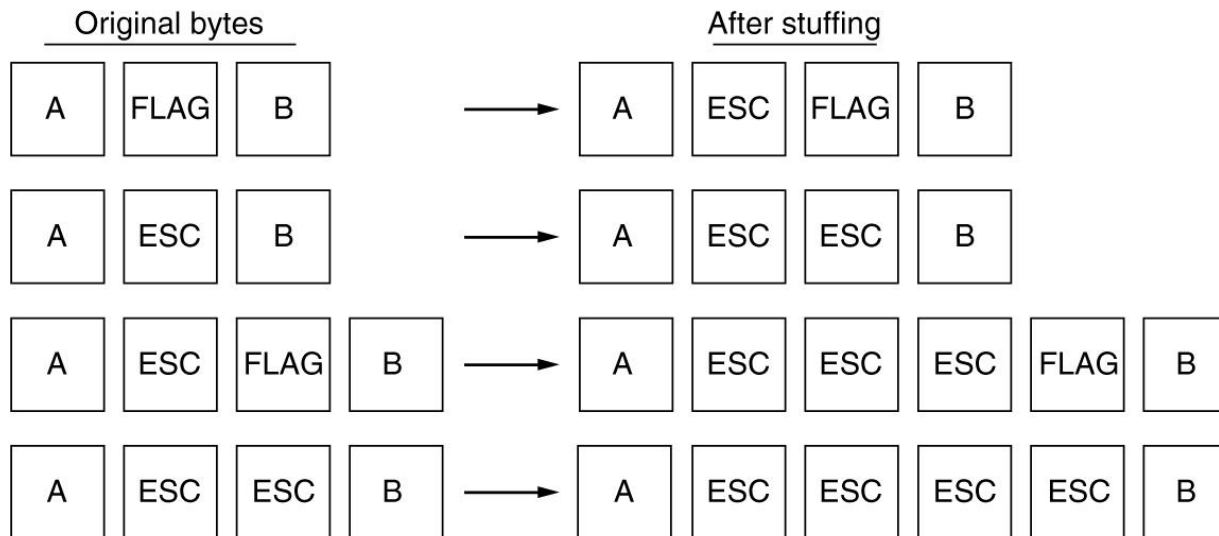 Original bytes After stuffing
A FLAG B A ESC FLAG B
A ESC B A ESC ESC B
A ESC FLAG B A ESC ESC ESC FLAG B
A ESC ESC B A ESC ESC ESC ESC B